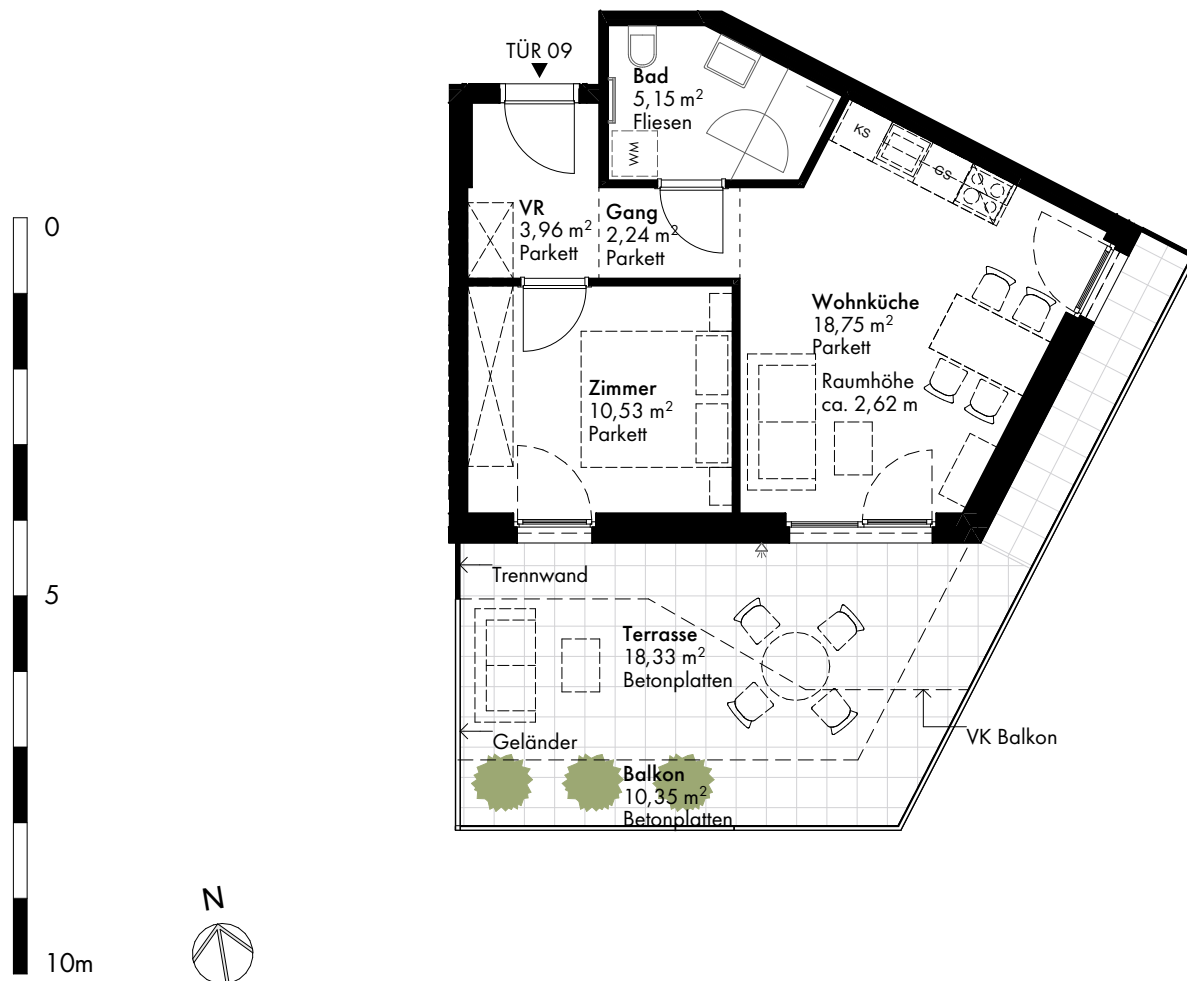 TÜR 09
Bad
5,15 m²
Fliesen
WM
KS
GS
VR
3,96 m²
Parkett
Gang
2,24 m²
Parkett
Wohnküche
18,75 m²
Parkett
Raumhöhe
ca. 2,62 m
Zimmer
10,53 m²
Parkett
Trennwand
Terrasse
18,33 m²
Betonplatten
Geländer
VK Balkon
Balkon
10,35 m²
Betonplatten
0
5
10m
N